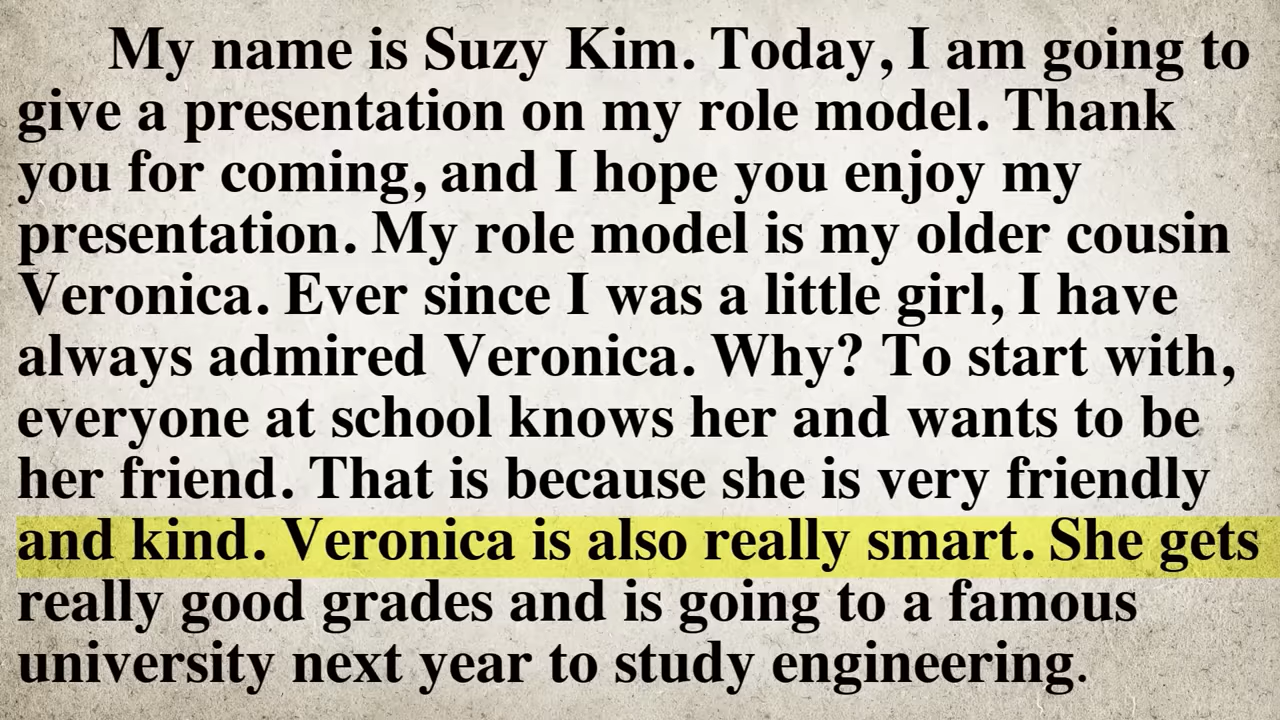 My name is Suzy Kim. Today, I am going to
give a presentation on my role model. Thank
you for coming, and I hope you enjoy my
presentation. My role model is my older cousin
Veronica. Ever since I was a little girl, I have
always admired Veronica. Why? To start with,
everyone at school knows her and wants to be
her friend. That is because she is very friendly
and kind. Veronica is also really smart. She gets
really good grades and is going to a famous
university next year to study engineering.